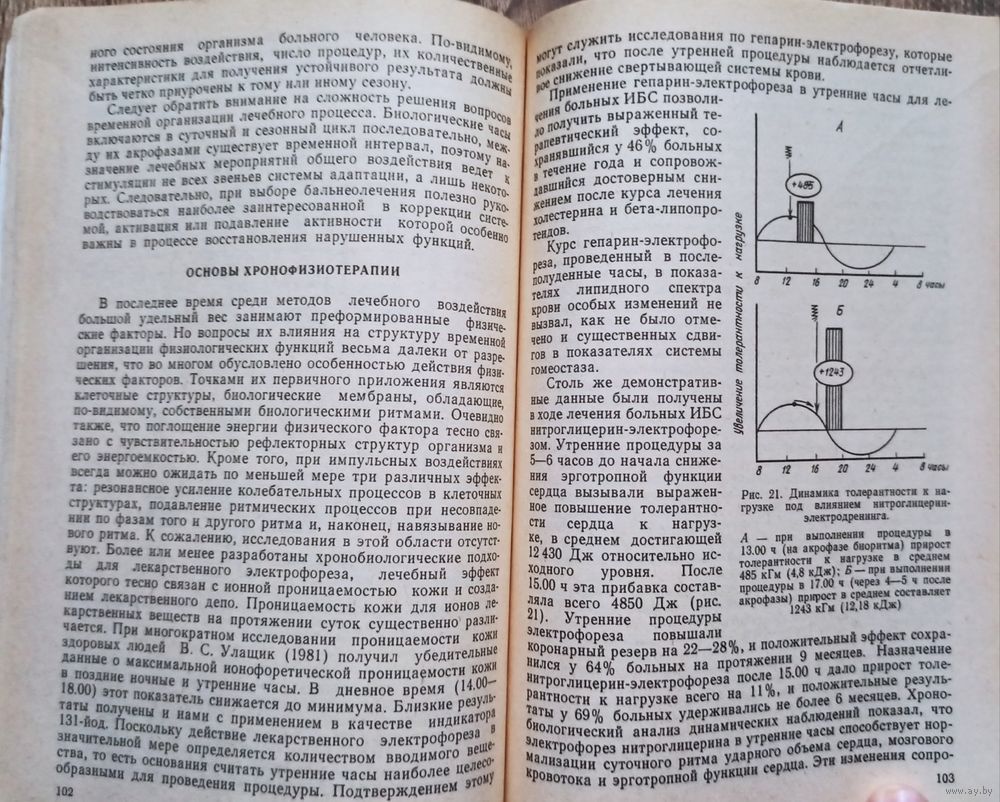 ного состояния организма больного человека. По-видимому,
интенсивность воздействия, число процедур, их количественные
характеристики для получения устойчивого результата должны
быть четко приурочены к тому или иному сезону.
Следует обратить внимание на сложность решения вопросов
временной организации лечебного процесса. Биологические часы
включаются в суточный и сезонный цикл последовательно, меж-
ду их акрофазами существует временной интервал, поэтому на-
значение лечебных мероприятий общего воздействия ведет к
стимуляции не всех звеньев системы адаптации, а лишь некото-
рых. Следовательно, при выборе бальнеолечения полезно руко-
водствоваться наиболее заинтересованной в коррекции систе-
мой, активация или подавление активности которой особенно
важны в процессе восстановления нарушенных функций.
ОСНОВЫ ХРОНОФИЗИОТЕРАПИИ
В последнее время среди методов лечебного воздействия
большой удельный вес занимают преформированные физиче-
ские факторы. Но вопросы их влияния на структуру временной
организации физиологических функций весьма далеки от разре-
шения, что во многом обусловлено особенностью действия физи-
ческих факторов. Точками их первичного приложения являются
клеточные структуры, биологические мембраны, обладающие,
по-видимому, собственными биологическими ритмами. Очевидно
также, что поглощение энергии физического фактора тесно свя-
зано с чувствительностью рефлекторных структур организма и
его энергоемкостью. Кроме того, при импульсных воздействиях
всегда можно ожидать по меньшей мере три различных эффек-
та: резонансное усиление колебательных процессов в клеточных
структурах, подавление ритмических процессов при несовпаде-
нии по фазам того и другого ритма и, наконец, навязывание но-
вого ритма. К сожалению, исследования в этой области отсутст-
вуют. Более или менее разработаны хронобиологические подхо-
ды для лекарственного электрофореза, лечебный эффект
которого тесно связан с ионной проницаемостью кожи и созда-
нием лекарственного депо. Проницаемость кожи для ионов ле-
карственных веществ на протяжении суток существенно разли-
чается. При многократном исследовании проницаемости кожи
здоровых людей В. С. Улащик (1981) получил убедительные
данные о максимальной ионофоретической проницаемости кожи
в поздние ночные и утренние часы. В дневное время (14.00—
18.00) этот показатель снижается до минимума. Близкие резуль-
таты получены и нами с применением в качестве индикатора
131-йод. Поскольку действие лекарственного электрофореза в
значительной мере определяется количеством вводимого веще-
ства, то есть основания считать утренние часы наиболее целесо-
образными для проведения процедуры. Подтверждением этому
102
могут служить исследования по гепарин-электрофорезу, которые
показали, что после утренней процедуры наблюдается отчетли-
вое снижение свертывающей системы крови.
Применение гепарин-электрофореза в утренние часы для ле-
чения больных ИБС позволи-
ло получить выраженный те-
рапевтический эффект, со-
хранявшийся у 46% больных
в течение года и сопровож-
давшийся достоверным сни-
жением после курса лечения
холестерина и бета-липопро-
теидов.
Курс гепарин-электрофо-
реза, проведенный в после-
полуденные часы, в показа-
телях липидного спектра
крови особых изменений не
вызвал, как не было отме-
чено и существенных сдви-
гов в показателях системы
гомеостаза.
Столь же демонстратив-
ные данные были получены
в ходе лечения больных ИБС
нитроглицерин-электрофоре-
зом. Утренние процедуры за
5—6 часов до начала сниже-
ния эрготропной функции
сердца вызывали выражен-
ное повышение толерантно-
сти сердца к нагруз-
ке, в среднем достигающей
12 430 Дж относительно ис-
ходного уровня. После
15.00 ч эта прибавка состав-
ляла всего 4850 Дж (рис.
21). Утренние процедуры
электрофореза повышали
коронарный резерв на 22—28%, и положительный эффект сохра-
нился у 64% больных на протяжении 9 месяцев. Назначение
нитроглицерин-электрофореза после 15.00 ч дало прирост толе-
рантности к нагрузке всего на 11%, и положительные резуль-
таты у 69% больных удерживались не более 6 месяцев. Хроно-
биологический анализ динамических наблюдений показал, что
электрофорез нитроглицерина в утренние часы способствует нор-
мализации суточного ритма ударного объема сердца, мозгового
кровотока и эрготропной функции сердца. Эти изменения сопро-
103
Увеличение толерантности к нагрузке
А
+485
8 12 16 20 24 4 8 часы
Б
+1243
8 12 16 20 24 4 8 часы
Рис. 21. Динамика толерантности к на-
грузке под влиянием нитроглицерин-
электродренинга.
А — при выполнении процедуры в
13.00 ч (на акрофазе биоритма) прирост
толерантности к нагрузке в среднем
485 кГм (4,8 кДж); Б — при выполнении
процедуры в 17.00 ч (через 4—5 ч после
акрофазы) прирост в среднем составляет
1243 кГм (12,18 кДж)
www.ay.by